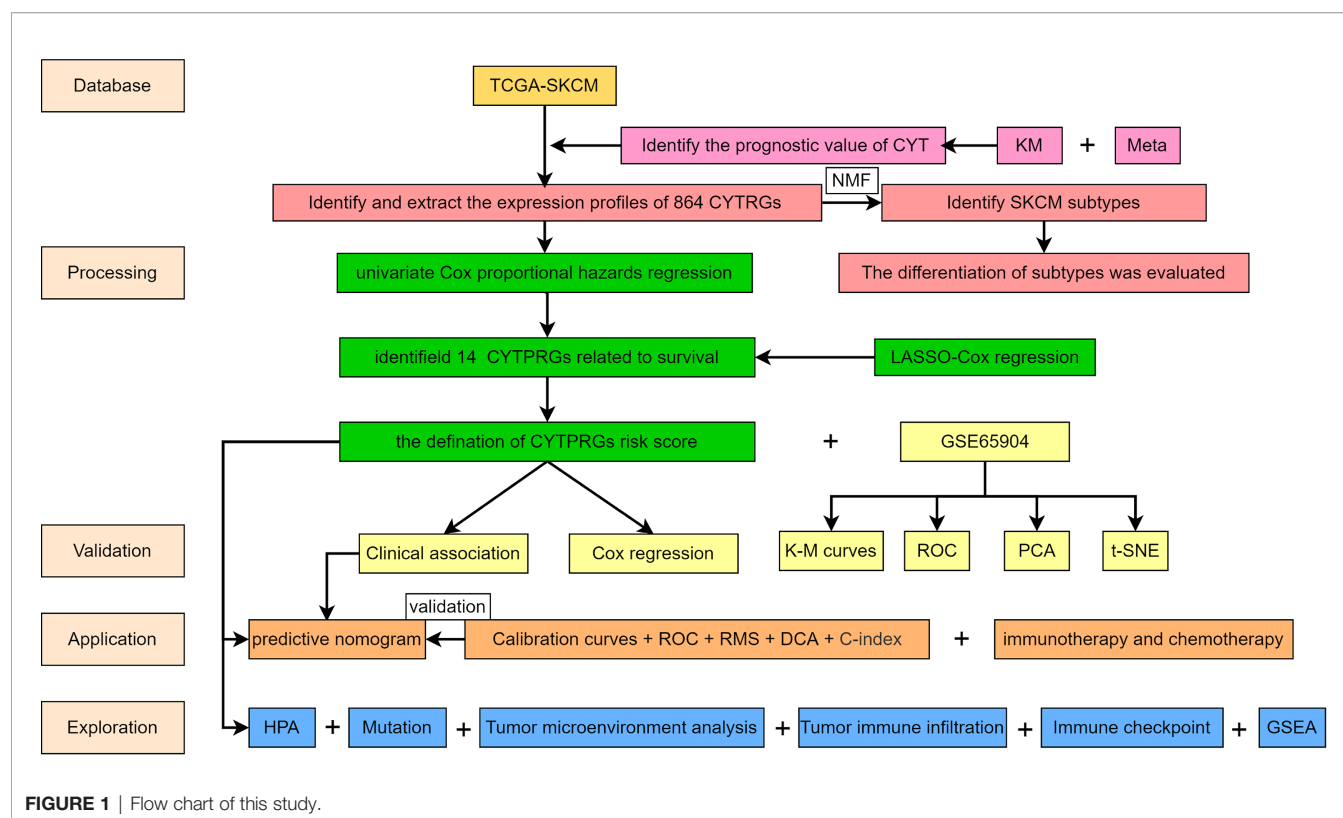 Database
TCGA-SKCM
Identify the prognostic value of CYT
KM
+
Meta
NMF
Identify and extract the expression profiles of 864 CYTRGs
Identify SKCM subtypes
Processing
univariate Cox proportional hazards regression
The differentiation of subtypes was evaluated
identifield 14 CYTPRGs related to survival
LASSO-Cox regression
the defination of CYTPRGs risk score
+
GSE65904
Validation
Clinical association
Cox regression
K-M curves
ROC
PCA
t-SNE
validation
Application
predictive nomogram
Calibration curves + ROC + RMS + DCA + C-index
+
immunotherapy and chemotherapy
Exploration
HPA
+
Mutation
+
Tumor microenvironment analysis
+
Tumor immune infiltration
+
Immune checkpoint
+
GSEA
FIGURE 1 | Flow chart of this study.